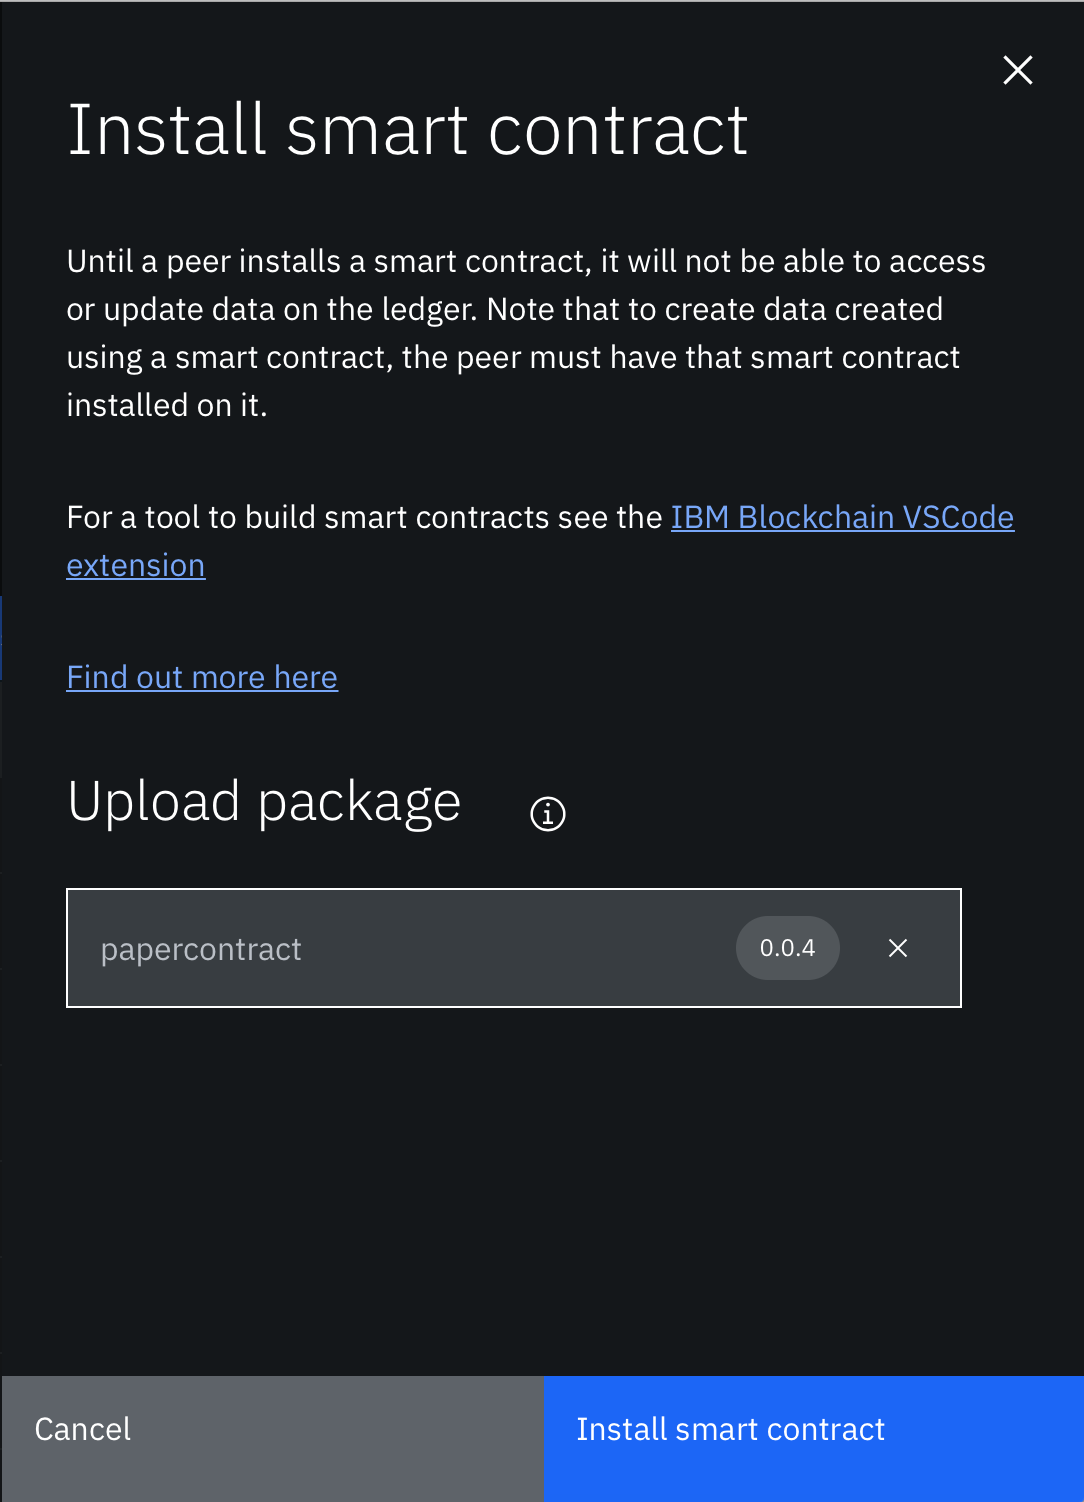 Install smart contract
Until a peer installs a smart contract, it will not be able to access
or update data on the ledger. Note that to create data created
using a smart contract, the peer must have that smart contract
installed on it.
For a tool to build smart contracts see the IBM Blockchain VSCode
extension
Find out more here
Upload package
papercontract 0.0.4
Cancel Install smart contract